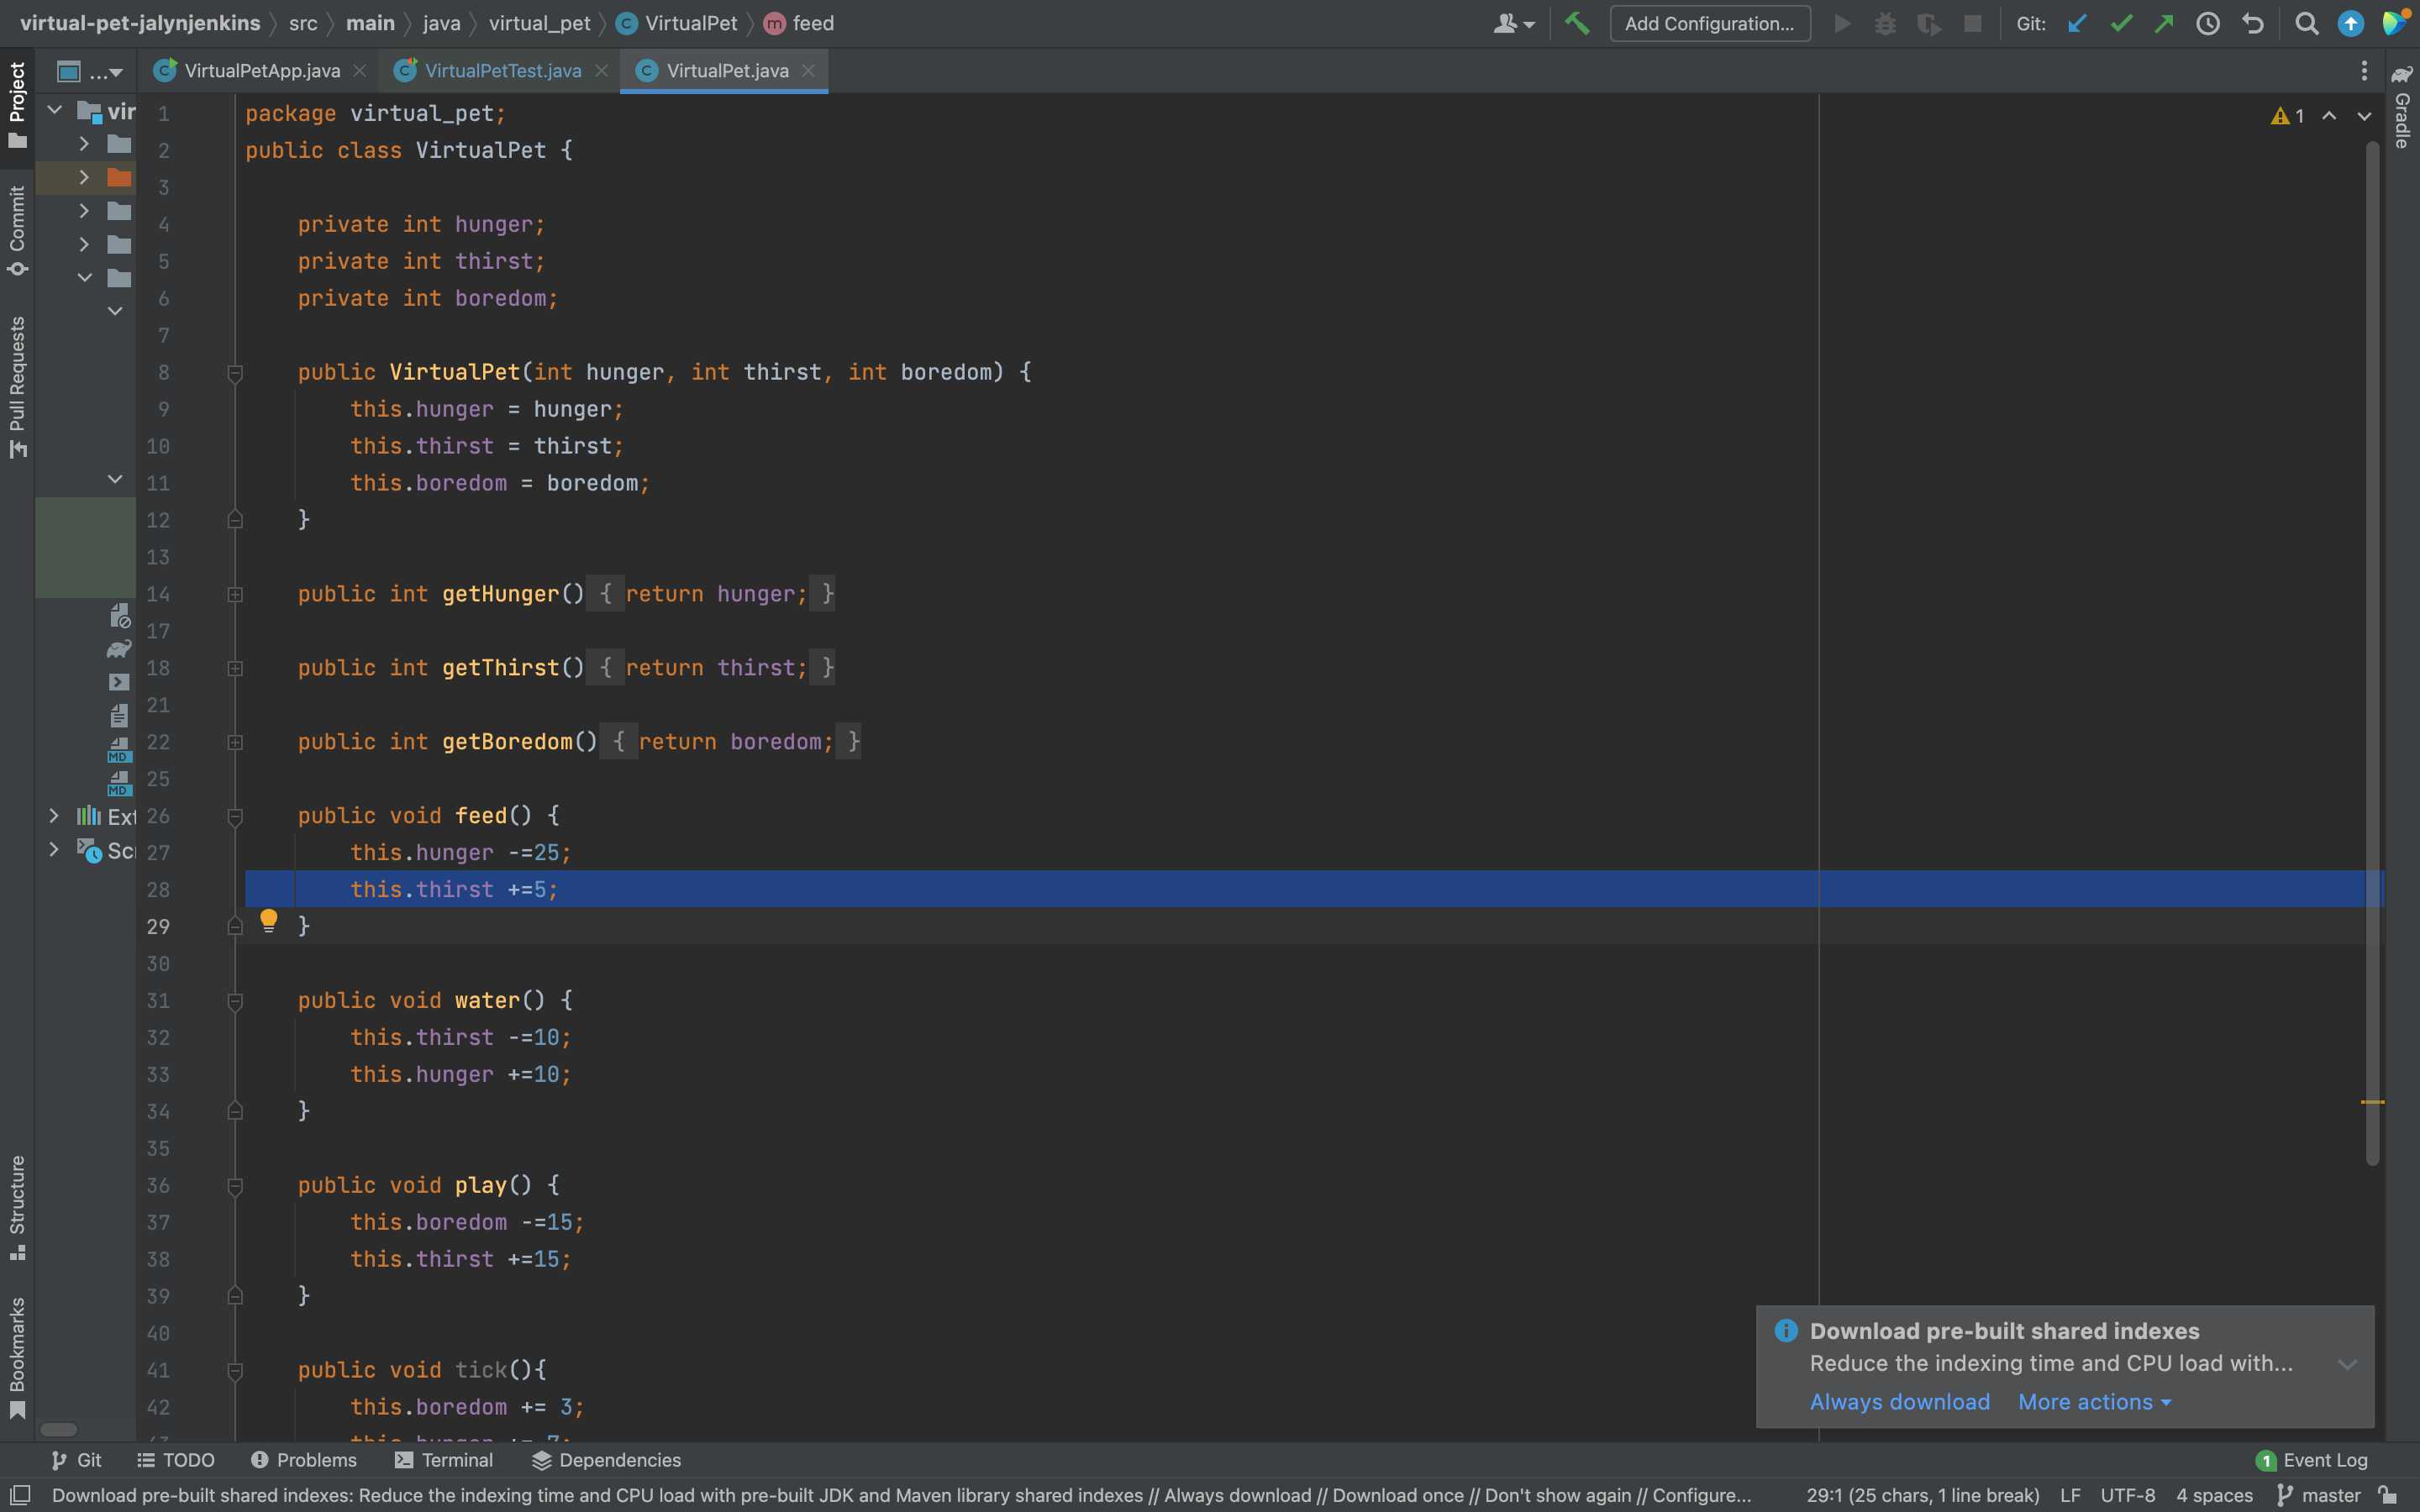 virtual-pet-jalynjenkins src main java virtual_pet C VirtualPet m feed Add Configuration... Git:
Project ... C VirtualPetApp.java C VirtualPetTest.java C VirtualPet.java
vir 1 package virtual_pet; 1 Gradle
2 public class VirtualPet {
3
Commit 4 private int hunger;
5 private int thirst;
6 private int boredom;
7
Pull Requests 8 public VirtualPet(int hunger, int thirst, int boredom) {
9 this.hunger = hunger;
10 this.thirst = thirst;
11 this.boredom = boredom;
12 }
13
14 public int getHunger() { return hunger; }
17
18 public int getThirst() { return thirst; }
21
22 public int getBoredom() { return boredom; }
MD
25
MD
Ext 26 public void feed() {
Scr 27 this.hunger -=25;
28 this.thirst +=5;
29 }
30
31 public void water() {
32 this.thirst -=10;
33 this.hunger +=10;
34 }
35
Structure 36 public void play() {
37 this.boredom -=15;
38 this.thirst +=15;
39 }
40
Bookmarks 41 public void tick(){
42 this.boredom += 3;
43 this.hunger += 7;
Download pre-built shared indexes
Reduce the indexing time and CPU load with...
Always download More actions
Git TODO Problems Terminal Dependencies 1 Event Log
Download pre-built shared indexes: Reduce the indexing time and CPU load with pre-built JDK and Maven library shared indexes // Always download // Download once // Don't show again // Configure... 29:1 (25 chars, 1 line break) LF UTF-8 4 spaces master